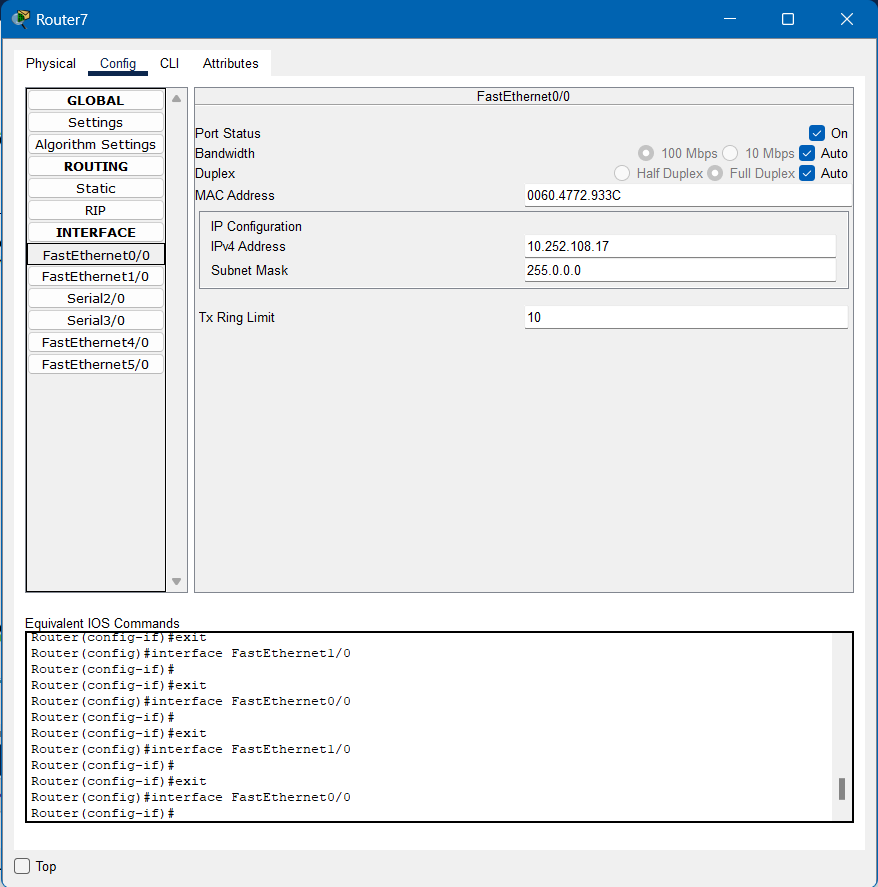 Router7
Physical Config CLI Attributes
GLOBAL
Settings
Algorithm Settings
ROUTING
Static
RIP
INTERFACE
FastEthernet0/0
FastEthernet1/0
Serial2/0
Serial3/0
FastEthernet4/0
FastEthernet5/0
FastEthernet0/0
Port Status On
Bandwidth 100 Mbps 10 Mbps Auto
Duplex Half Duplex Full Duplex Auto
MAC Address 0060.4772.933C
IP Configuration
IPv4 Address 10.252.108.17
Subnet Mask 255.0.0.0
Tx Ring Limit 10
Equivalent IOS Commands
Router(config-if)#exit
Router(config)#interface FastEthernet1/0
Router(config-if)#
Router(config-if)#exit
Router(config)#interface FastEthernet0/0
Router(config-if)#
Router(config-if)#exit
Router(config)#interface FastEthernet1/0
Router(config-if)#
Router(config-if)#exit
Router(config)#interface FastEthernet0/0
Router(config-if)#
Top